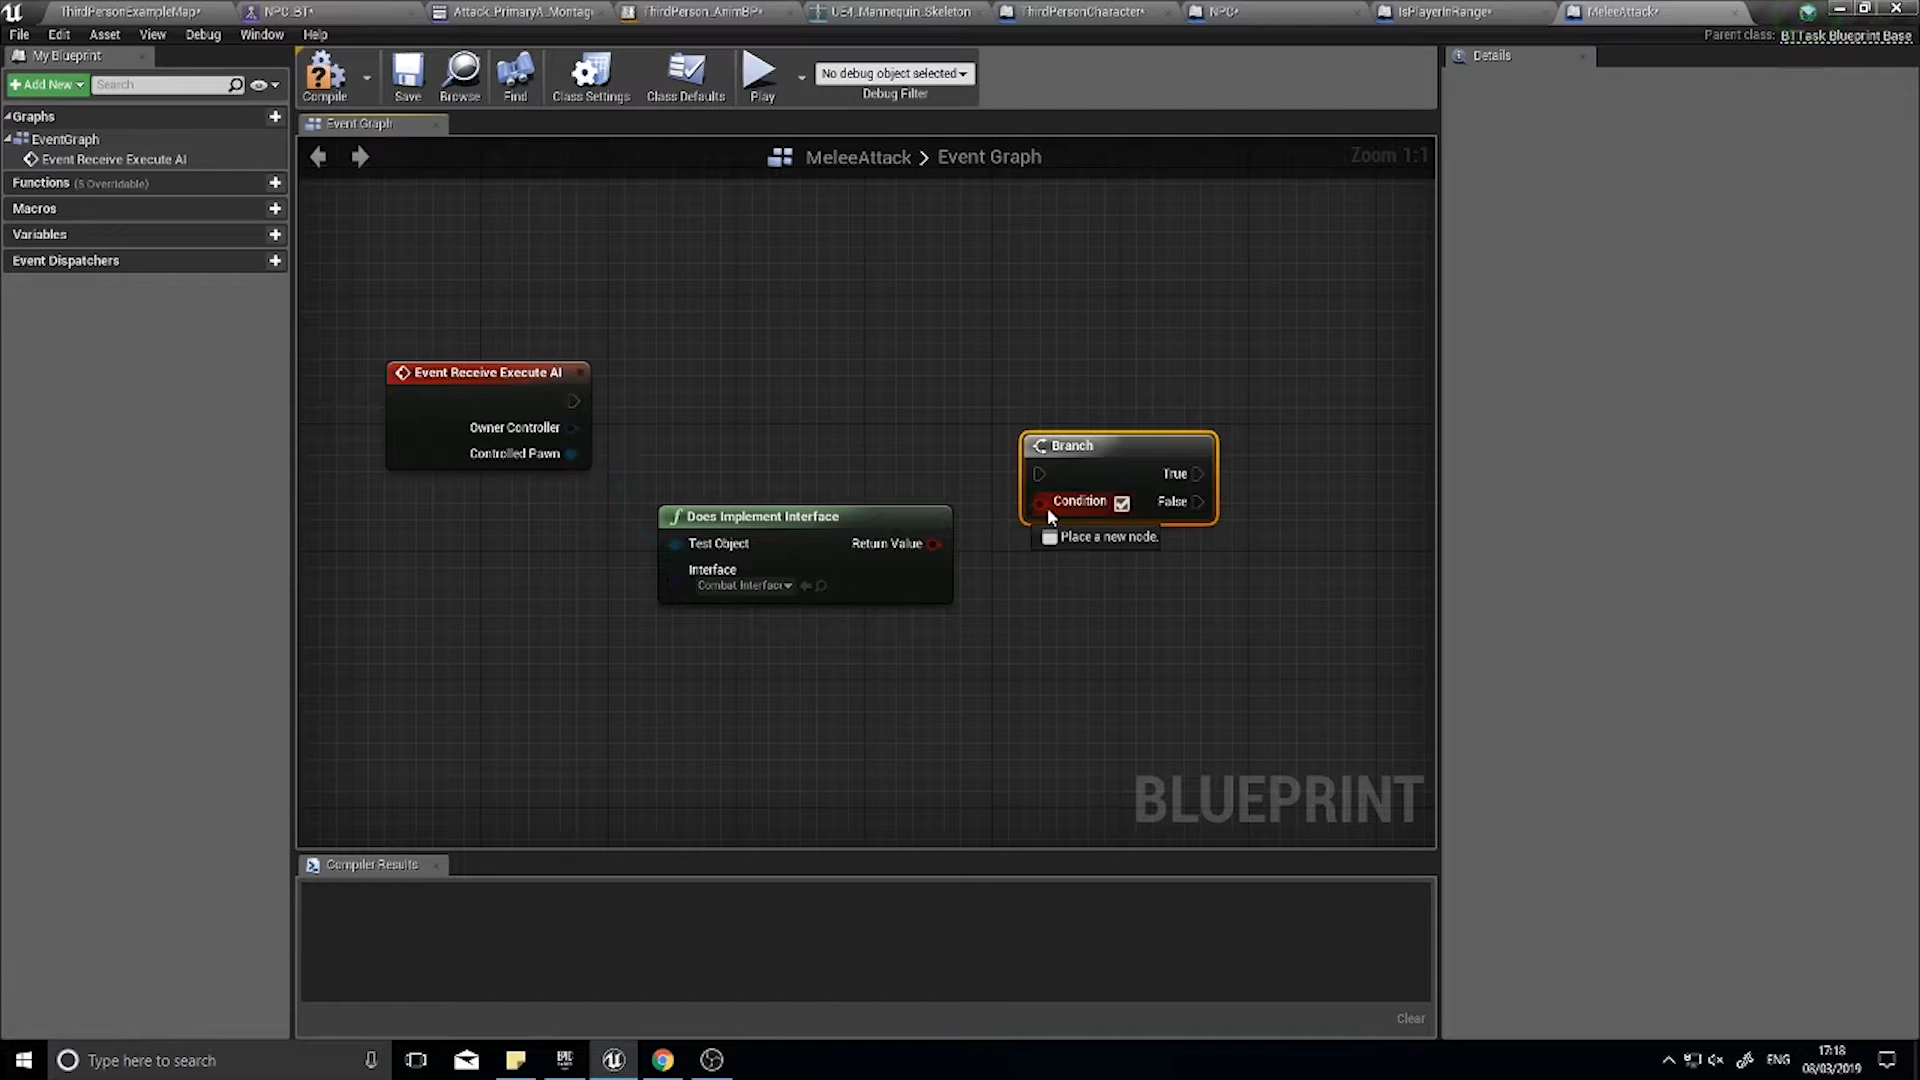 ThirdPersonExampleMap*
NPC_BT*
Attack_PrimaryA_Montag
ThirdPerson_AnimBP*
UE4_Mannequin_Skeleton
ThirdPersonCharacter*
NPC*
IsPlayerInRange*
MeleeAttack*
File Edit Asset View Debug Window Help
Parent class: BTTask Blueprint Base
My Blueprint
Details
Add New
Search
Compile
Save
Browse
Find
Class Settings
Class Defaults
Play
No debug object selected
Debug Filter
Graphs
EventGraph
Event Receive Execute AI
Functions (5 Overridable)
Macros
Variables
Event Dispatchers
Event Graph
MeleeAttack > Event Graph
Zoom 1:1
Event Receive Execute AI
Owner Controller
Controlled Pawn
Does Implement Interface
Test Object
Return Value
Interface
Combat Interfac
Branch
True
Condition
False
Place a new node.
BLUEPRINT
Compiler Results
Clear
Type here to search
ENG
17:18
08/03/2019